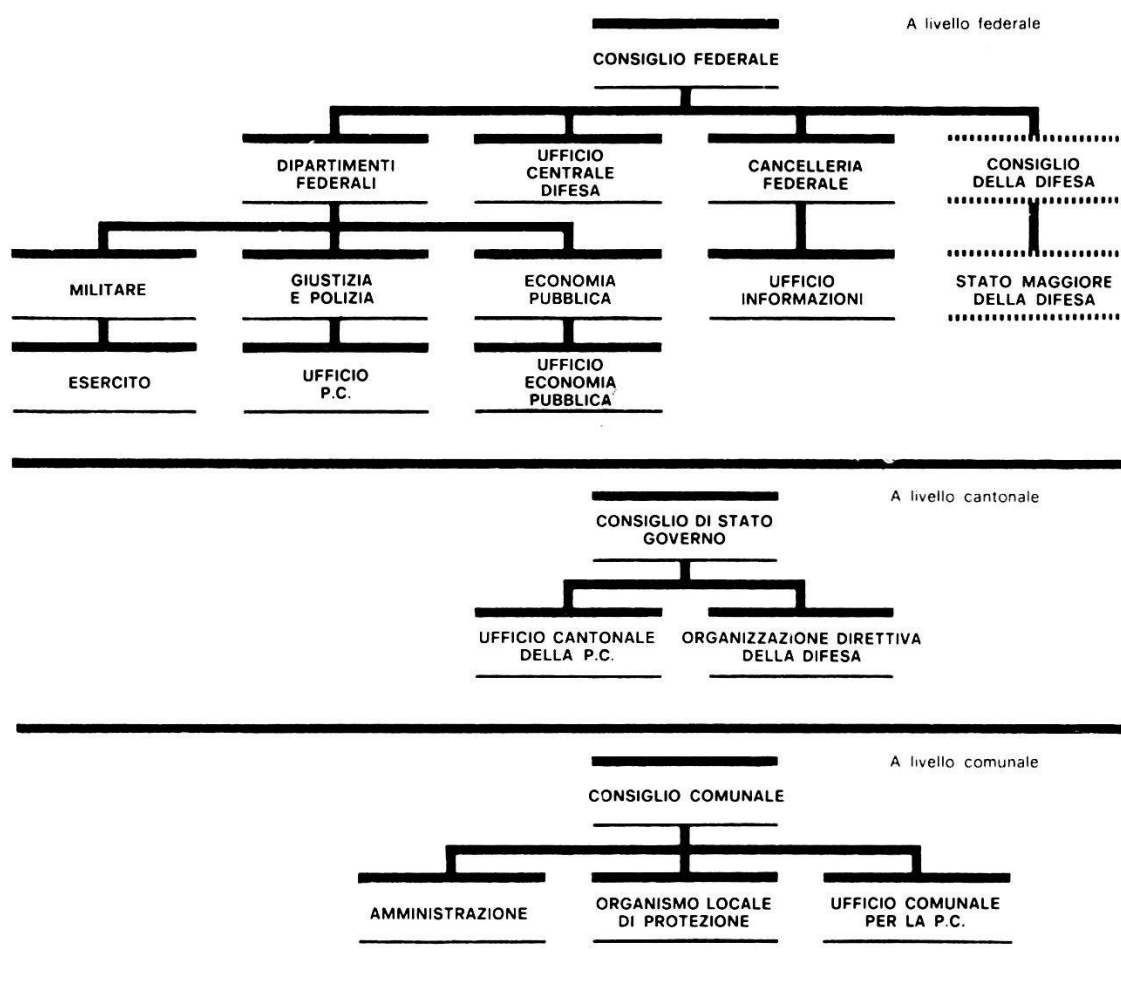 A livello federale
CONSIGLIO FEDERALE
DIPARTIMENTI
FEDERALI
UFFICIO
CENTRALE
DIFESA
CANCELLERIA
FEDERALE
CONSIGLIO
DELLA DIFESA
MILITARE
GIUSTIZIA
E POLIZIA
ECONOMIA
PUBBLICA
UFFICIO
INFORMAZIONI
STATO MAGGIORE
DELLA DIFESA
ESERCITO
UFFICIO
P.C.
UFFICIO
ECONOMIA
PUBBLICA
A livello cantonale
CONSIGLIO DI STATO
GOVERNO
UFFICIO CANTONALE
DELLA P.C.
ORGANIZZAZIONE DIRETTIVA
DELLA DIFESA
A livello comunale
CONSIGLIO COMUNALE
AMMINISTRAZIONE
ORGANISMO LOCALE
DI PROTEZIONE
UFFICIO COMUNALE
PER LA P.C.